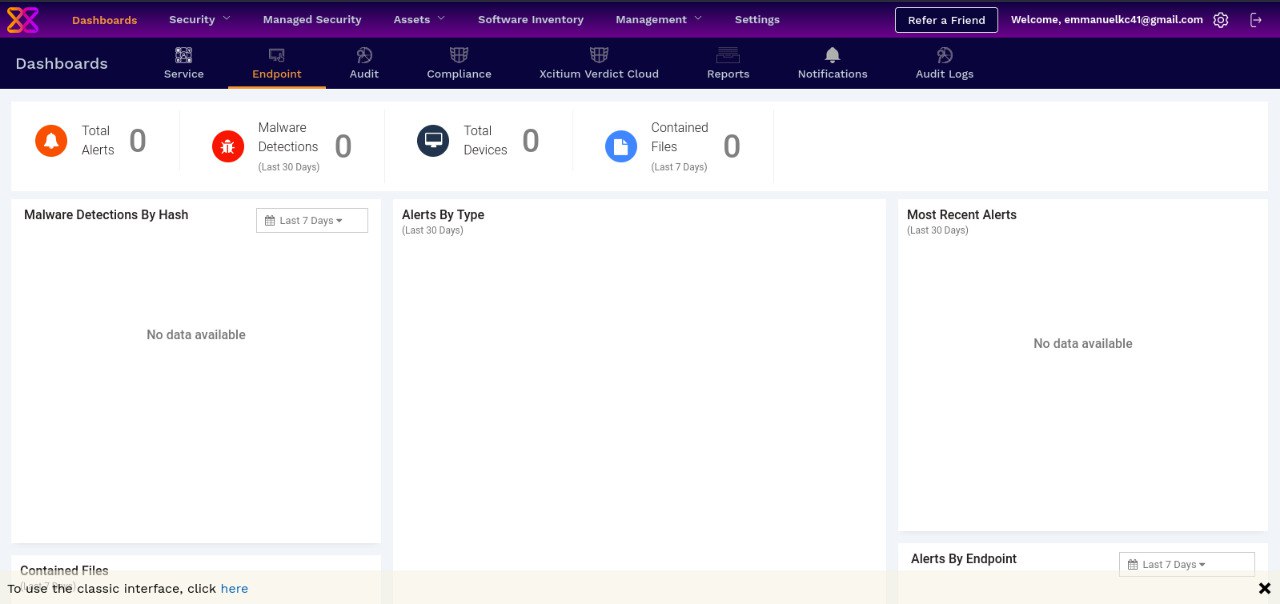 Dashboards Security Managed Security Assets Software Inventory Management Settings Refer a Friend Welcome, emmanuelkc41@gmail.com
Dashboards
Service Endpoint Audit Compliance Xcitium Verdict Cloud Reports Notifications Audit Logs
Total
Alerts
0
Malware
Detections
(Last 30 Days)
0
Total
Devices
0
Contained
Files
(Last 7 Days)
0
Malware Detections By Hash
Last 7 Days
No data available
Alerts By Type
(Last 30 Days)
Most Recent Alerts
(Last 30 Days)
No data available
Contained Files
(Last 7 Days)
Alerts By Endpoint
Last 7 Days
To use the classic interface, click here